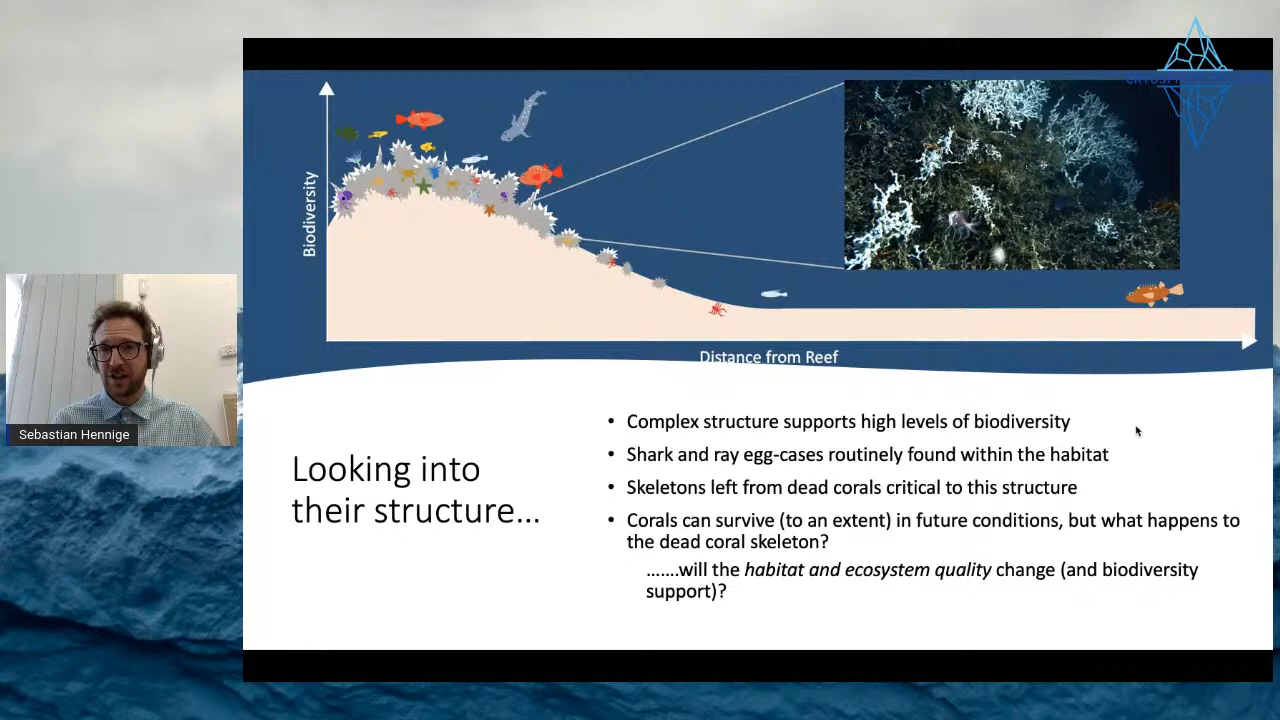 Biodiversity
Distance from Reef
Sebastian Hennige
Looking into
their structure...
• Complex structure supports high levels of biodiversity
• Shark and ray egg-cases routinely found within the habitat
• Skeletons left from dead corals critical to this structure
• Corals can survive (to an extent) in future conditions, but what happens to
the dead coral skeleton?
.......will the habitat and ecosystem quality change (and biodiversity
support)?